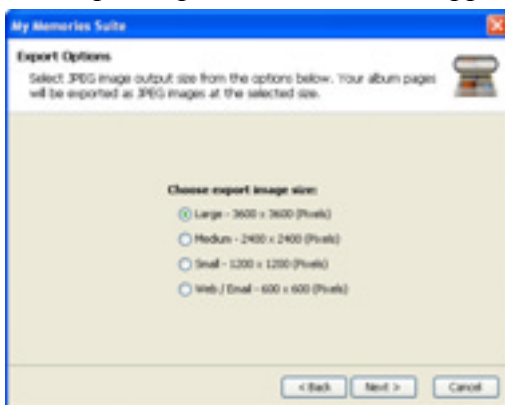 My Memories Suite
Export Options
Select JPEG image output size from the options below. Your album pages
will be exported as JPEG images at the selected size.
Choose export image size:
Large - 3600 x 3600 (Pixels)
Medium - 2400 x 2400 (Pixels)
Small - 1200 x 1200 (Pixels)
Web / Email - 600 x 600 (Pixels)
< Back Next > Cancel